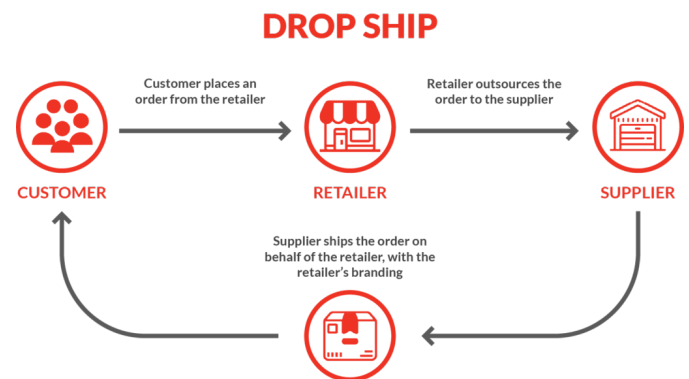 DROP SHIP
Customer places an
order from the retailer
Retailer outsources the
order to the supplier
CUSTOMER
RETAILER
SUPPLIER
Supplier ships the order on
behalf of the retailer, with the
retailer's branding